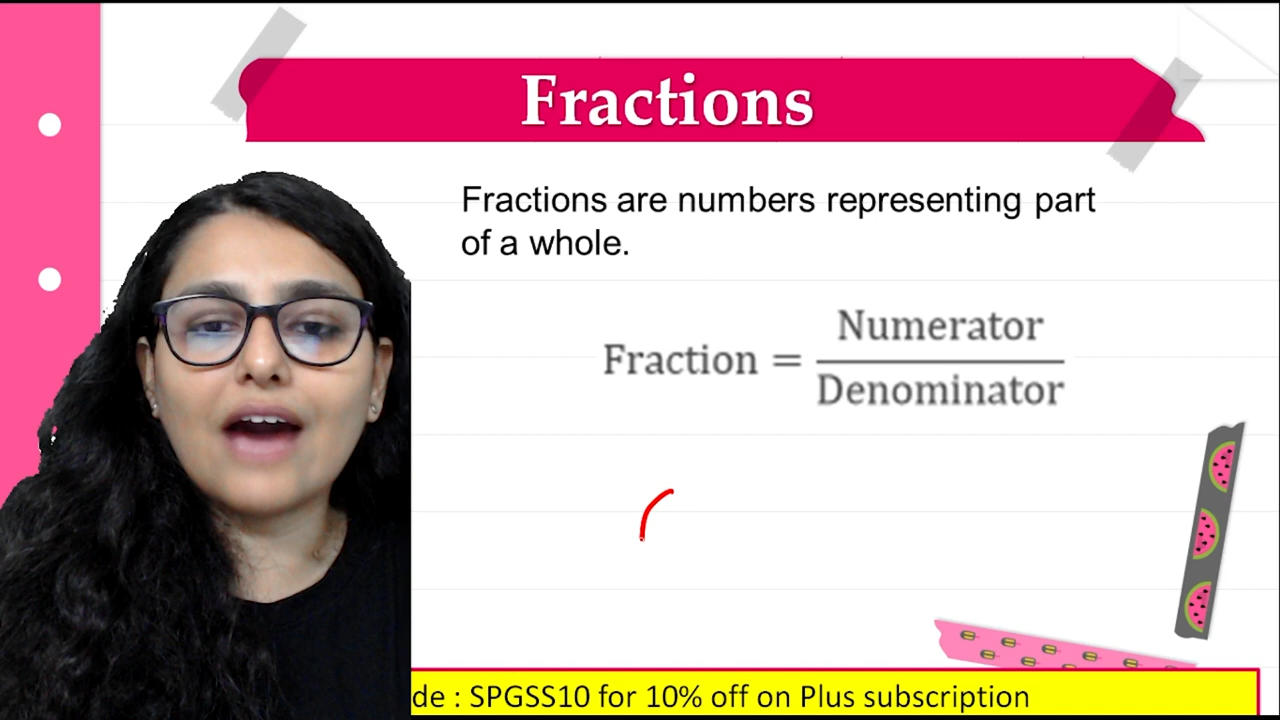 Fractions
Fractions are numbers representing part
of a whole.
Fraction = Numerator
Denominator
de : SPGSS10 for 10% off on Plus subscription